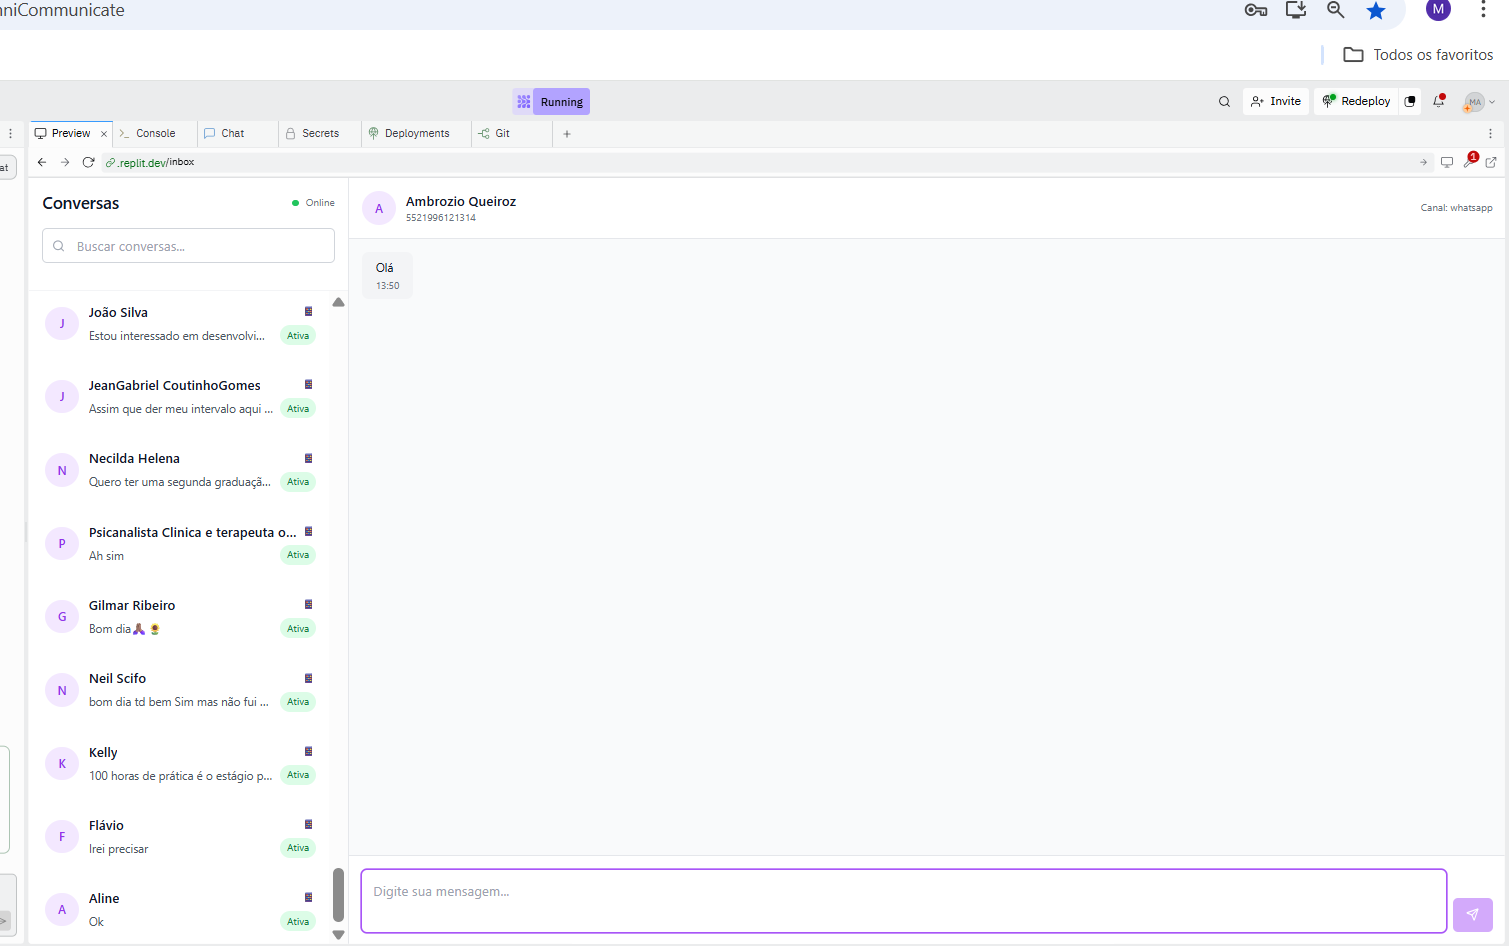 nniCommunicate
M
Todos os favoritos
Running
Invite
Redeploy
MA
Preview
Console
Chat
Secrets
Deployments
Git
at
.replit.dev/inbox
1
Conversas
Online
Buscar conversas...
A
Ambrozio Queiroz
5521996121314
Canal: whatsapp
Olá
13:50
J
João Silva
Estou interessado em desenvolvi...
Ativa
J
JeanGabriel CoutinhoGomes
Assim que der meu intervalo aqui ...
Ativa
N
Necilda Helena
Quero ter uma segunda graduaçã...
Ativa
P
Psicanalista Clinica e terapeuta o...
Ah sim
Ativa
G
Gilmar Ribeiro
Bom dia🙏🏽 🌻
Ativa
N
Neil Scifo
bom dia td bem Sim mas não fui ...
Ativa
K
Kelly
100 horas de prática é o estágio p...
Ativa
F
Flávio
Irei precisar
Ativa
A
Aline
Ok
Ativa
Digite sua mensagem...